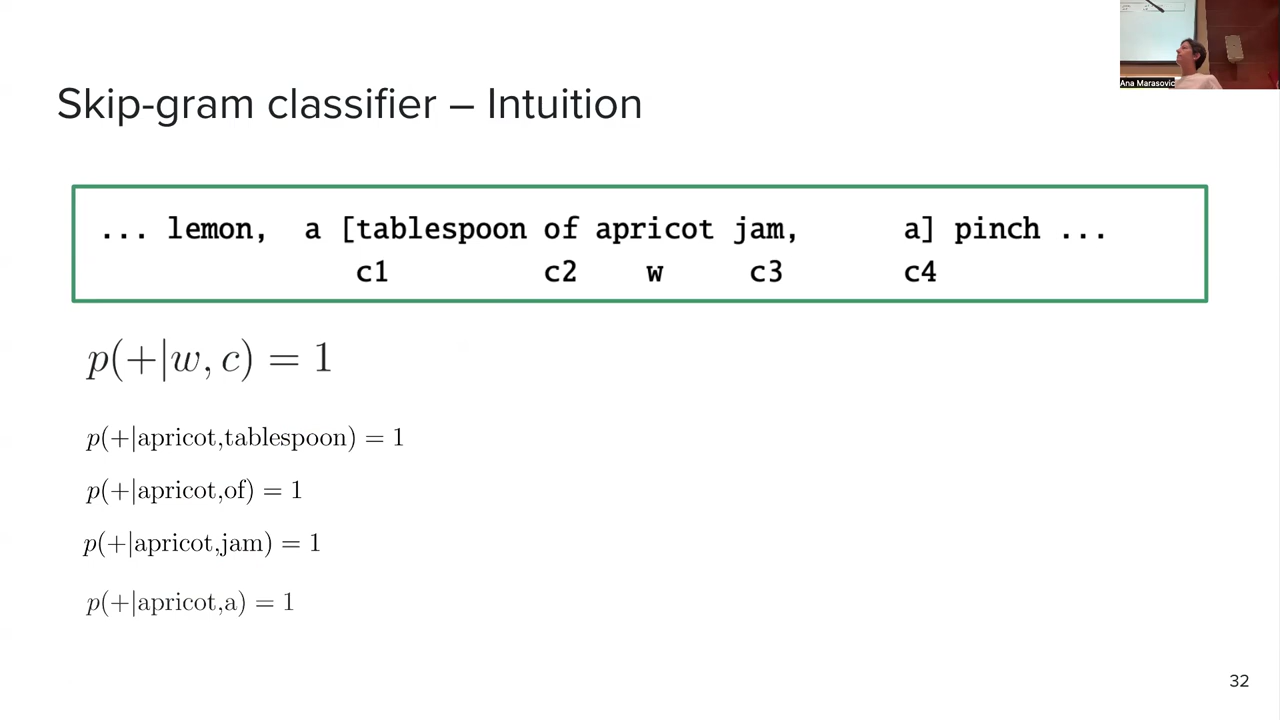 Ana Marasovic
Skip-gram classifier – Intuition
... lemon, a [tablespoon of apricot jam, a] pinch ...
c1 c2 w c3 c4
p(+|w, c) = 1
p(+|apricot,tablespoon) = 1
p(+|apricot,of) = 1
p(+|apricot,jam) = 1
p(+|apricot,a) = 1
32